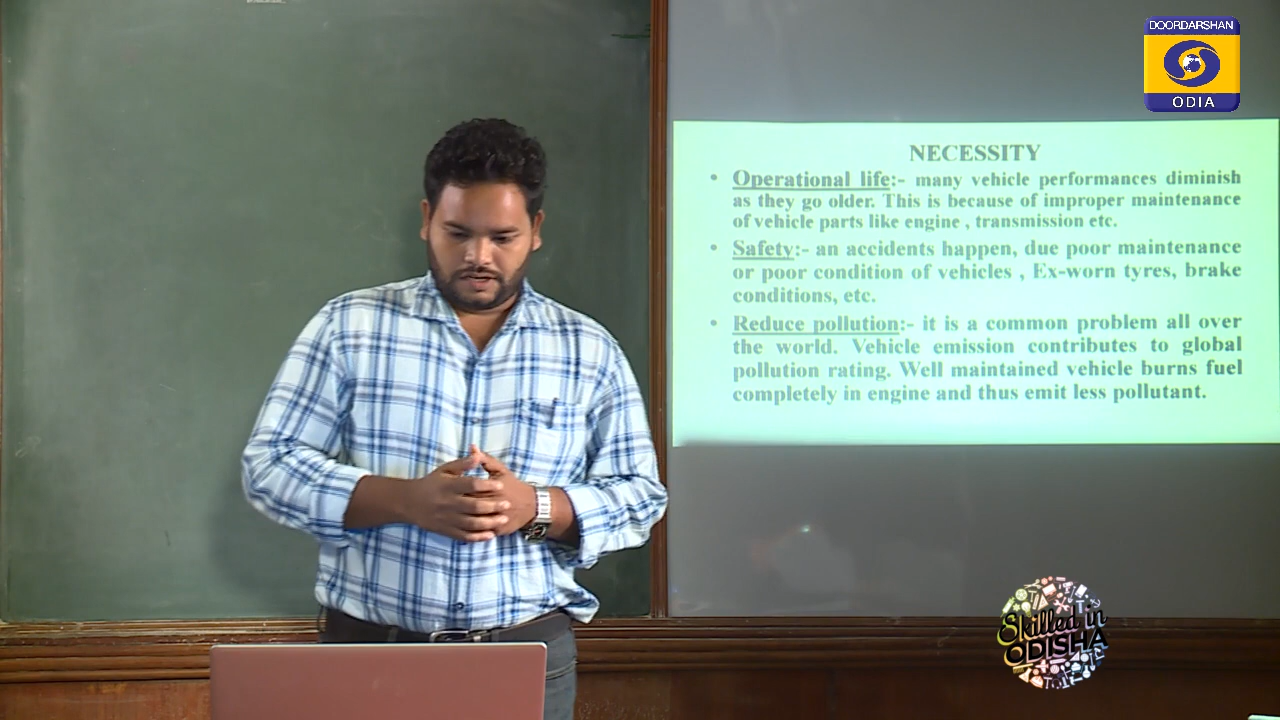 DOORDARSHAN
ODIA
NECESSITY
• Operational life:- many vehicle performances diminish
as they go older. This is because of improper maintenance
of vehicle parts like engine , transmission etc.
• Safety:- an accidents happen, due poor maintenance
or poor condition of vehicles , Ex-worn tyres, brake
conditions, etc.
• Reduce pollution:- it is a common problem all over
the world. Vehicle emission contributes to global
pollution rating. Well maintained vehicle burns fuel
completely in engine and thus emit less pollutant.
Skilled in
ODISHA